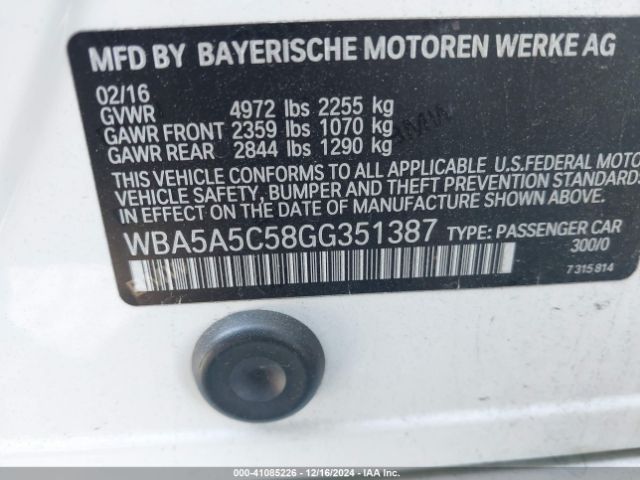 MFD BY BAYERISCHE MOTOREN WERKE AG
02/16
GVWR 4972 lbs 2255 kg
GAWR FRONT 2359 lbs 1070 kg
GAWR REAR 2844 lbs 1290 kg
THIS VEHICLE CONFORMS TO ALL APPLICABLE U.S.FEDERAL MOTO
VEHICLE SAFETY, BUMPER AND THEFT PREVENTION STANDARDS
IN EFFECT ON THE DATE OF MANUFACTURE SHOWN ABOVE.
WBA5A5C58GG351387 TYPE: PASSENGER CAR
300/0
7315814
000-41085226 - 12/16/2024 - IAA Inc.